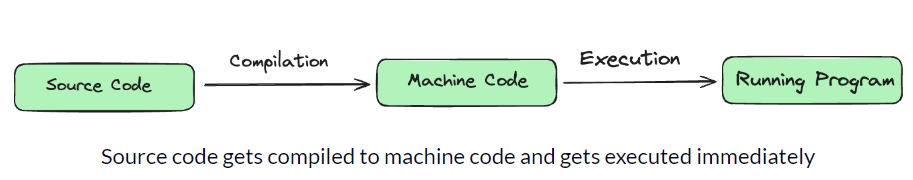 Compilation
Execution
Source Code
Machine Code
Running Program
Source code gets compiled to machine code and gets executed immediately